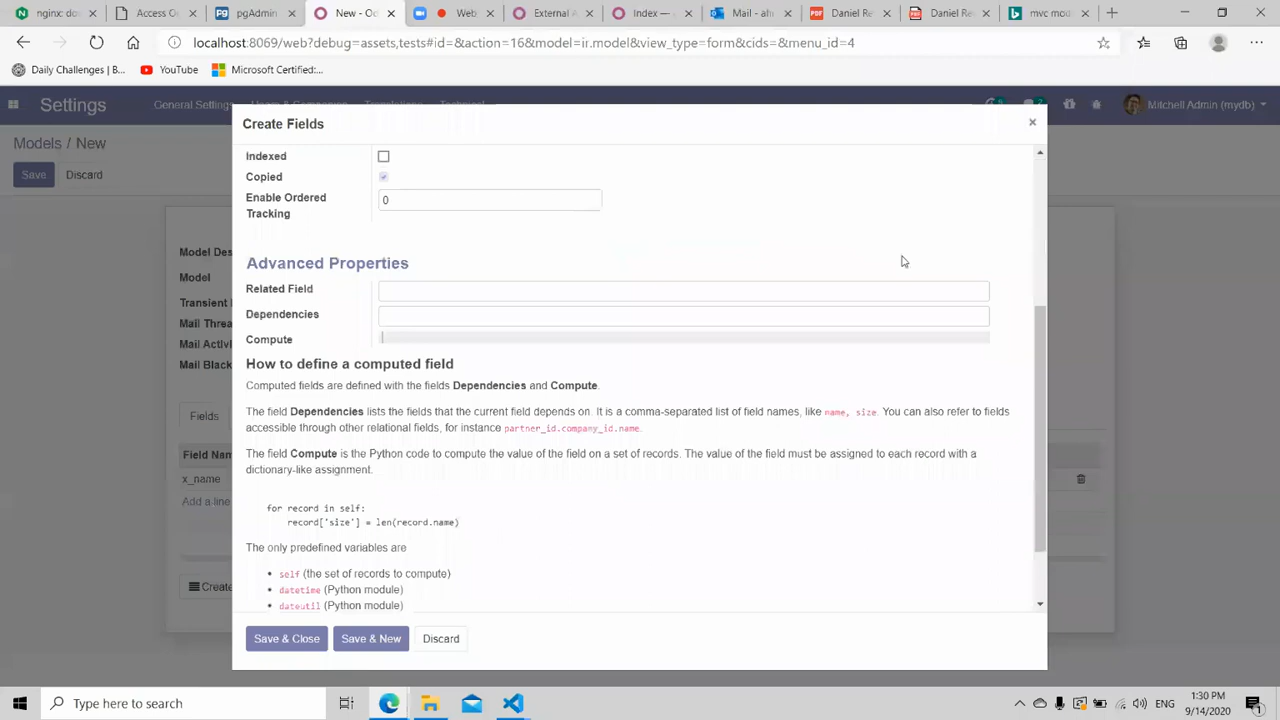 nginx: dow
Access Or
pgAdmin
New - Od
Web
External A
Index —
Mail - af
Daniel Re
Daniel Re
mvc mod
localhost:8069/web?debug=assets,tests#id=&action=16&model=ir.model&view_type=form&cids=&menu_id=4
Daily Challenges | B...
YouTube
Microsoft Certified:...
Settings
General Settings
Users & Companies
Translations
Technical
Mitchell Admin (mydb)
Models / New
Save
Discard
Create Fields
Indexed
Copied
Enable Ordered
Tracking
0
Advanced Properties
Related Field
Dependencies
Compute
How to define a computed field
Computed fields are defined with the fields Dependencies and Compute.
The field Dependencies lists the fields that the current field depends on. It is a comma-separated list of field names, like name, size. You can also refer to fields
accessible through other relational fields, for instance partner_id.company_id.name.
The field Compute is the Python code to compute the value of the field on a set of records. The value of the field must be assigned to each record with a
dictionary-like assignment.
for record in self:
record['size'] = len(record.name)
The only predefined variables are
• self (the set of records to compute)
• datetime (Python module)
• dateutil (Python module)
Save & Close
Save & New
Discard
Model Des
Model
Transient
Mail Threa
Mail Activi
Mail Black
Fields
Field Nam
x_name
Add a line
Create
Type here to search
ENG
1:30 PM
9/14/2020